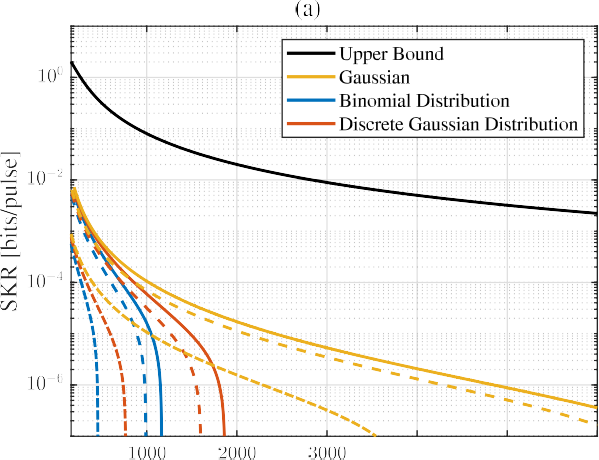 (a)
Upper Bound
Gaussian
Binomial Distribution
Discrete Gaussian Distribution
SKR [bits/pulse]
10^0
10^-2
10^-4
10^-6
1000 2000 3000